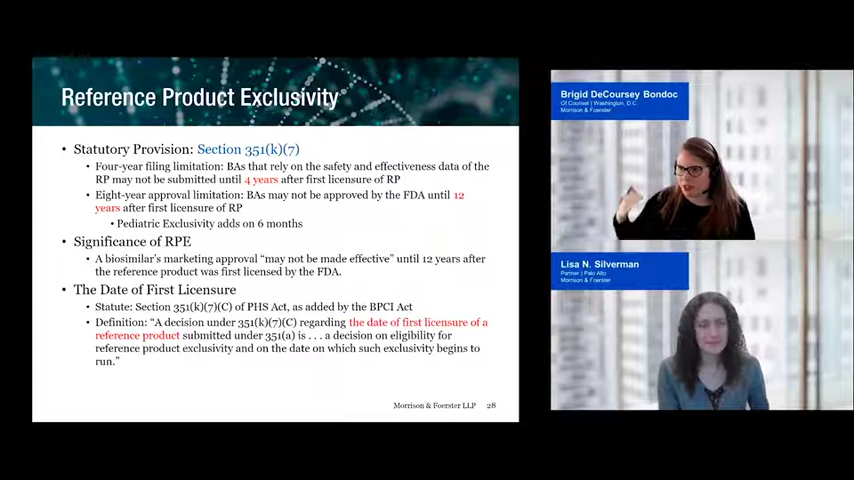 Reference Product Exclusivity
• Statutory Provision: Section 351(k)(7)
• Four-year filing limitation: BAs that rely on the safety and effectiveness data of the
RP may not be submitted until 4 years after first licensure of RP
• Eight-year approval limitation: BAs may not be approved by the FDA until 12
years after first licensure of RP
• Pediatric Exclusivity adds on 6 months
• Significance of RPE
• A biosimilar's marketing approval “may not be made effective” until 12 years after
the reference product was first licensed by the FDA.
• The Date of First Licensure
• Statute: Section 351(k)(7)(C) of PHS Act, as added by the BPCI Act
• Definition: “A decision under 351(k)(7)(C) regarding the date of first licensure of a
reference product submitted under 351(a) is . . . a decision on eligibility for
reference product exclusivity and on the date on which such exclusivity begins to
run.”
Morrison & Foerster LLP 28
Brigid DeCoursey Bondoc
Of Counsel | Washington, D.C.
Morrison & Foerster
Lisa N. Silverman
Partner | Palo Alto
Morrison & Foerster